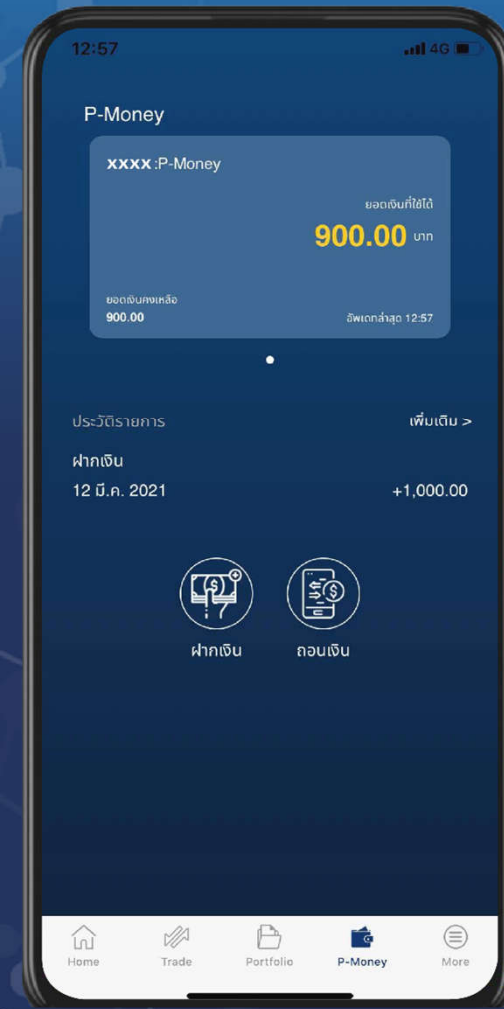 12:57 4G
P-Money
xxxx :P-Money
ยอดเงินที่ใช้ได้
900.00 บาท
ยอดเงินคงเหลือ
900.00 อัพเดทล่าสุด 12:57
ประวัติรายการ เพิ่มเติม >
ฝากเงิน
12 มี.ค. 2021 +1,000.00
ฝากเงิน ถอนเงิน
Home Trade Portfolio P-Money More